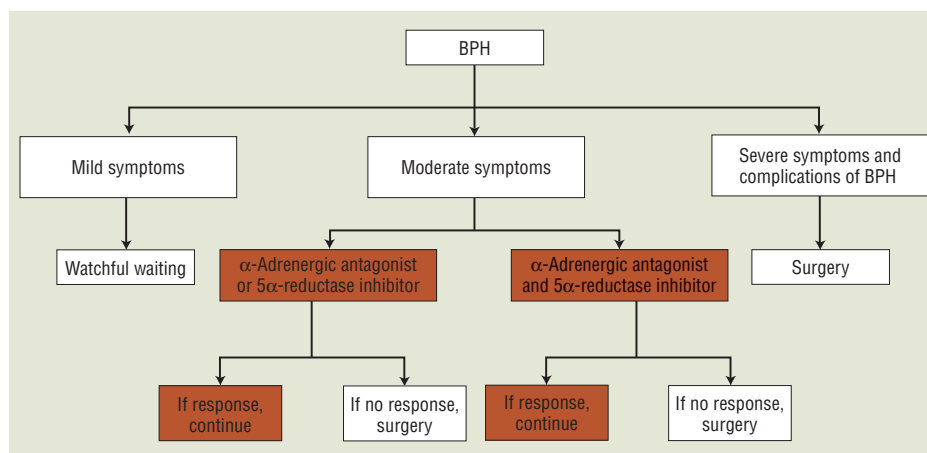 BPH
Mild symptoms
Moderate symptoms
Severe symptoms and
complications of BPH
Watchful waiting
α-Adrenergic antagonist
or 5α-reductase inhibitor
α-Adrenergic antagonist
and 5α-reductase inhibitor
Surgery
If response,
continue
If no response,
surgery
If response,
continue
If no response,
surgery